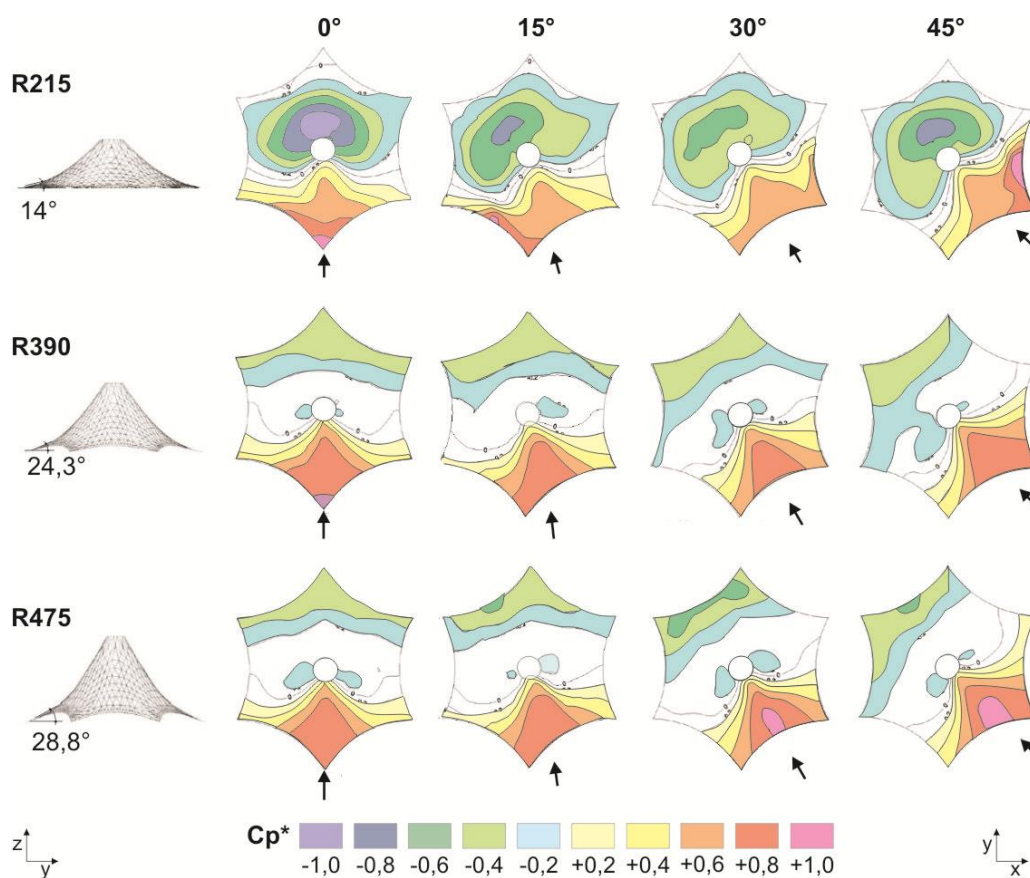 0° 15° 30° 45°
R215
14°
R390
24,3°
R475
28,8°
Cp*
-1,0 -0,8 -0,6 -0,4 -0,2 +0,2 +0,4 +0,6 +0,8 +1,0
z
y
y
x